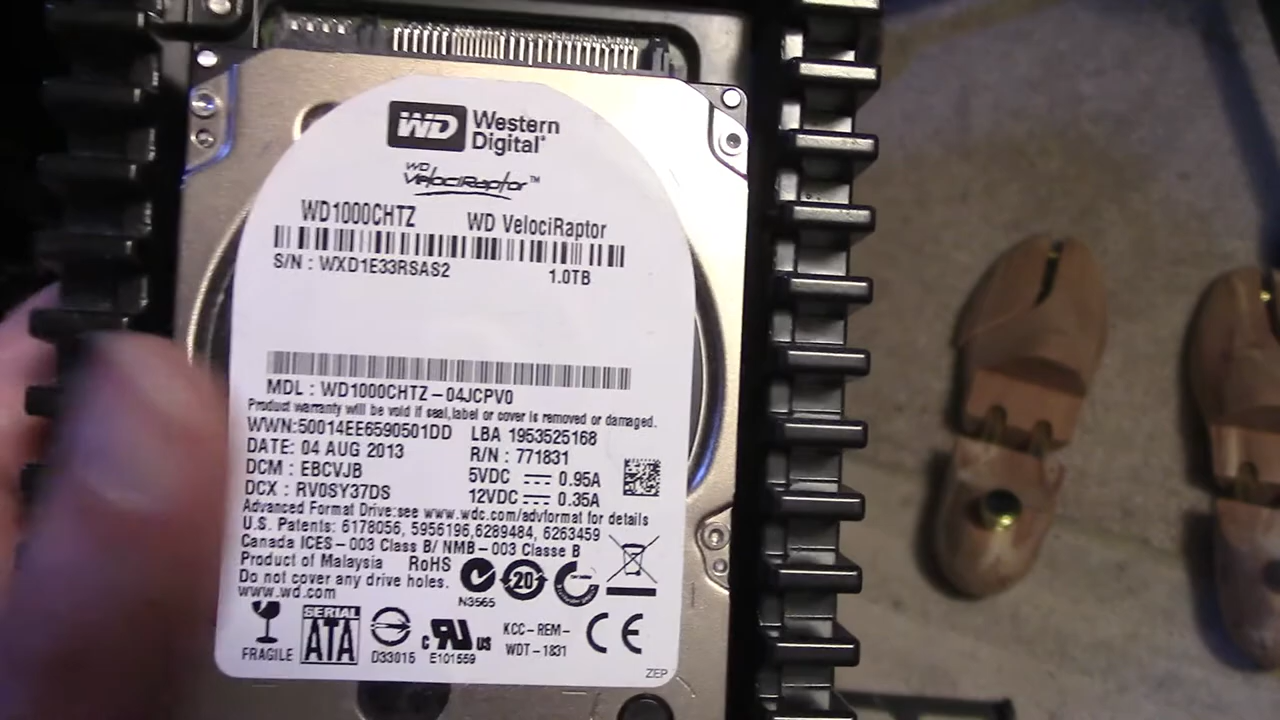 WD Western Digital®
WD VelociRaptor™
WD1000CHTZ WD VelociRaptor
S/N : WXD1E33RSAS2 1.0TB
MDL : WD1000CHTZ-04JCPV0
Product warranty will be void if seal,label or cover is removed or damaged.
WWN:50014EE6590501DD LBA 1953525168
DATE: 04 AUG 2013 R/N : 771831
DCM : EBCVJB 5VDC 0.95A
DCX : RV0SY37DS 12VDC 0.35A
Advanced Format Drive:see www.wdc.com/advformat for details
U.S. Patents: 6178056, 5956196,6289484, 6263459
Canada ICES-003 Class B/ NMB-003 Classe B
Product of Malaysia RoHS
Do not cover any drive holes.
www.wd.com
N3565
20
FRAGILE
SERIAL ATA
D33015
c UR us
E101559
KCC-REM-
WDT-1831
CE
ZEP